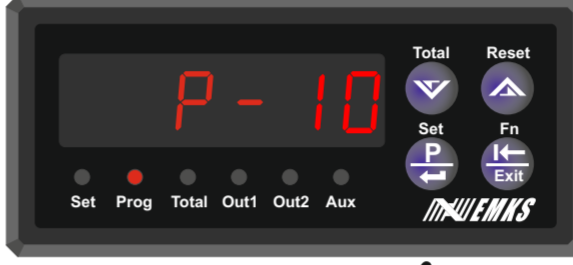 Total Reset
P - 10
Set Fn
P
Exit
Set Prog Total Out1 Out2 Aux
EMKS